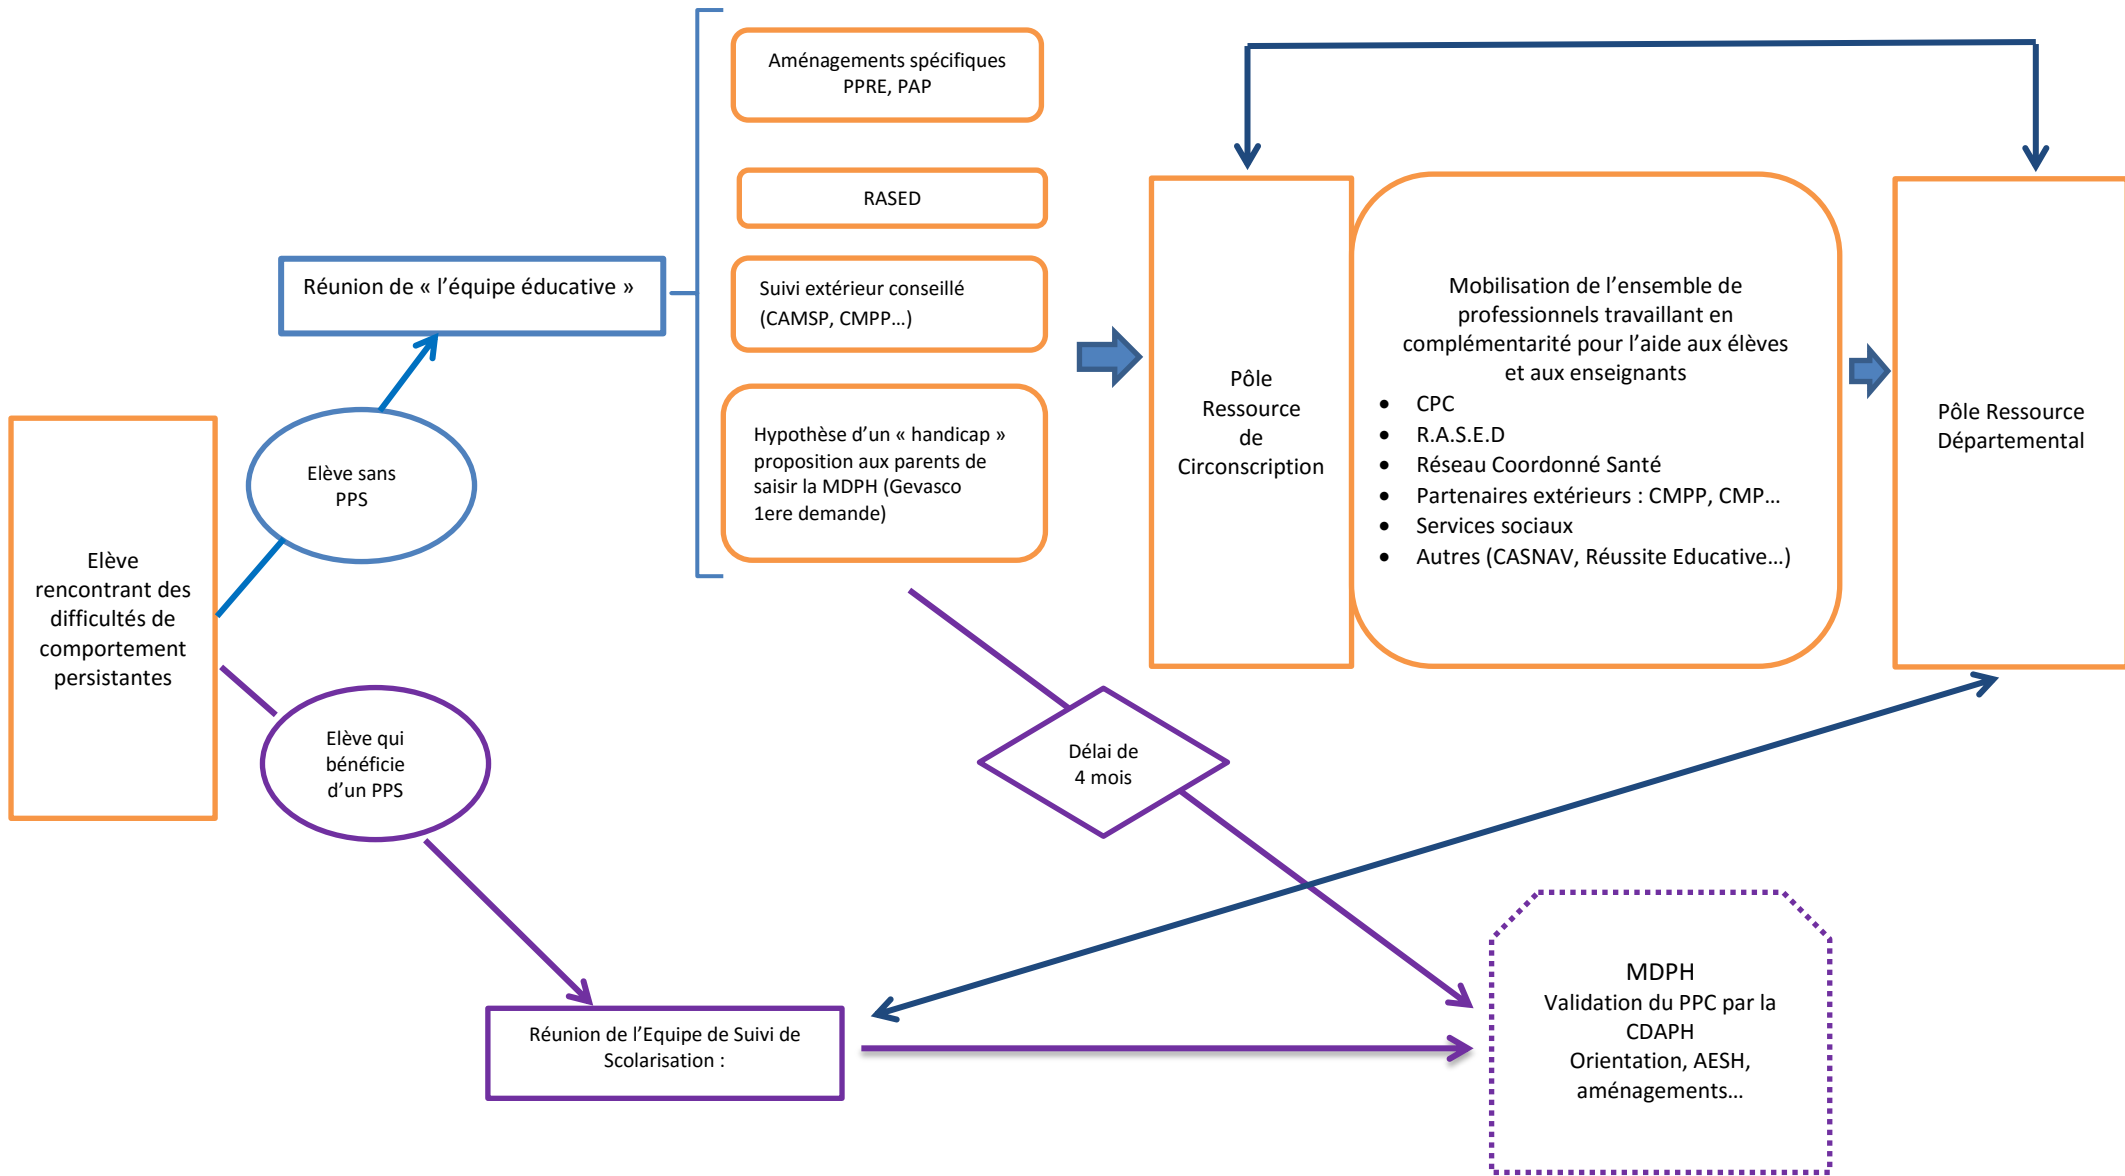 Aménagements spécifiques
PPRE, PAP
RASED
Réunion de « l’équipe éducative »
Suivi extérieur conseillé
(CAMSP, CMPP…)
Hypothèse d’un « handicap »
proposition aux parents de
saisir la MDPH (Gevasco
1ere demande)
Elève sans
PPS
Elève
rencontrant des
difficultés de
comportement
persistantes
Elève qui
bénéficie
d’un PPS
Pôle
Ressource
de
Circonscription
Mobilisation de l’ensemble de
professionnels travaillant en
complémentarité pour l’aide aux élèves
et aux enseignants
• CPC
• R.A.S.E.D
• Réseau Coordonné Santé
• Partenaires extérieurs : CMPP, CMP…
• Services sociaux
• Autres (CASNAV, Réussite Educative…)
Pôle Ressource
Départemental
Délai de
4 mois
Réunion de l’Equipe de Suivi de
Scolarisation :
MDPH
Validation du PPC par la
CDAPH
Orientation, AESH,
aménagements…